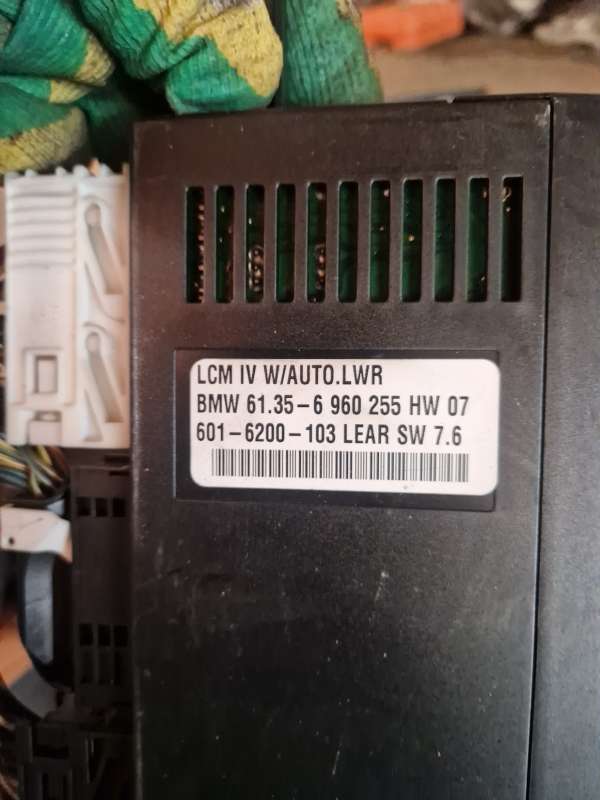 LCM IV W/AUTO.LWR
BMW 61.35-6 960 255 HW 07
601-6200-103 LEAR SW 7.6